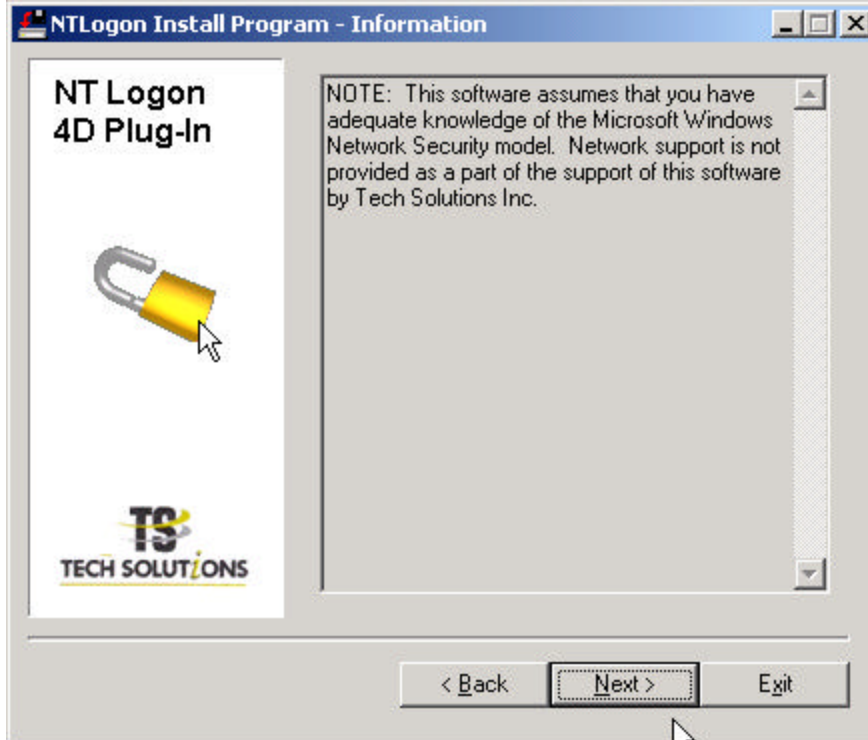 NTLogon Install Program - Information
NT Logon
4D Plug-In
NOTE:  This software assumes that you have
adequate knowledge of the Microsoft Windows
Network Security model.  Network support is not
provided as a part of the support of this software
by Tech Solutions Inc.
TS
TECH SOLUTiONS
< Back
Next >
Exit